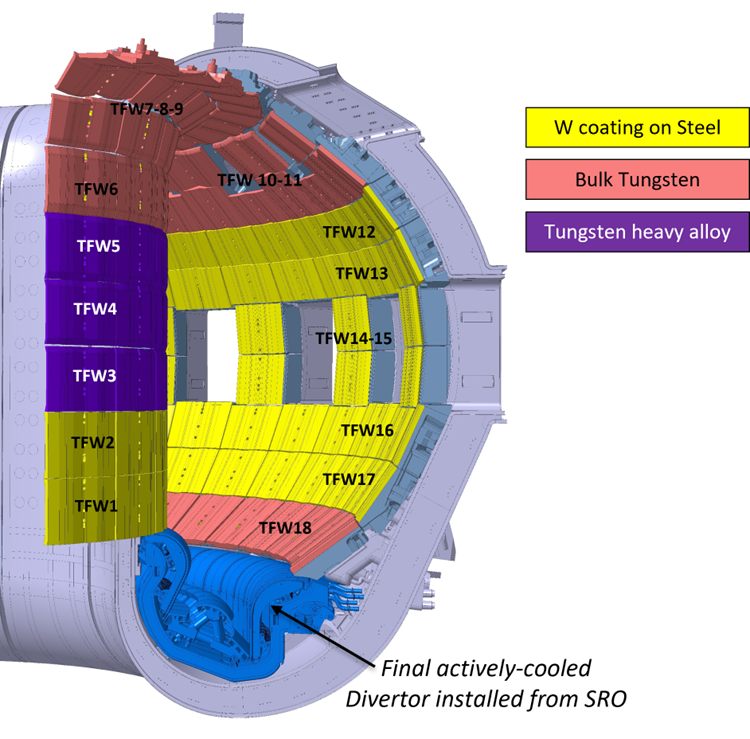 TFW7-8-9
TFW 10-11
TFW6
TFW12
TFW5
TFW13
TFW4
TFW14-15
TFW3
TFW16
TFW2
TFW17
TFW1
TFW18
W coating on Steel
Bulk Tungsten
Tungsten heavy alloy
Final actively-cooled
Divertor installed from SRO